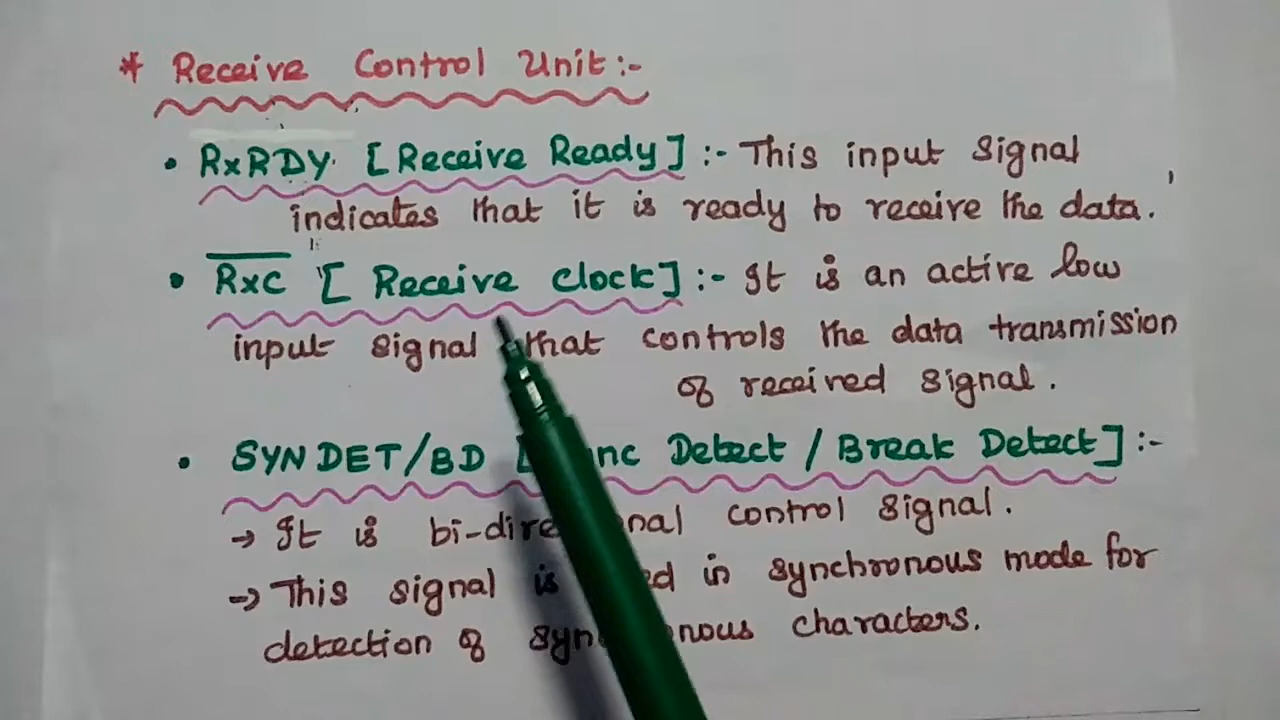 * Receive Control Unit:-
• RxRDY [Receive Ready] :- This input signal
indicates that it is ready to receive the data.
• R̅x̅C̅ [Receive clock] :- It is an active low
input signal that controls the data transmission
of received signal.
• SYNDET/BD [ nc Detect / Break Detect] :-
→ It is bi-dire nal control signal.
→ This signal is ed in synchronous mode for
detection of syn nous characters.